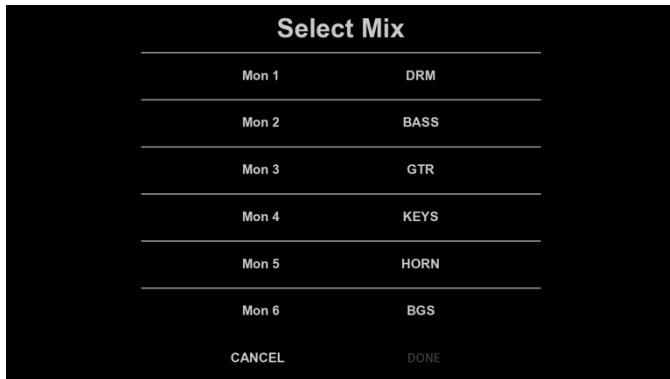 Select Mix
Mon 1 DRM
Mon 2 BASS
Mon 3 GTR
Mon 4 KEYS
Mon 5 HORN
Mon 6 BGS
CANCEL DONE